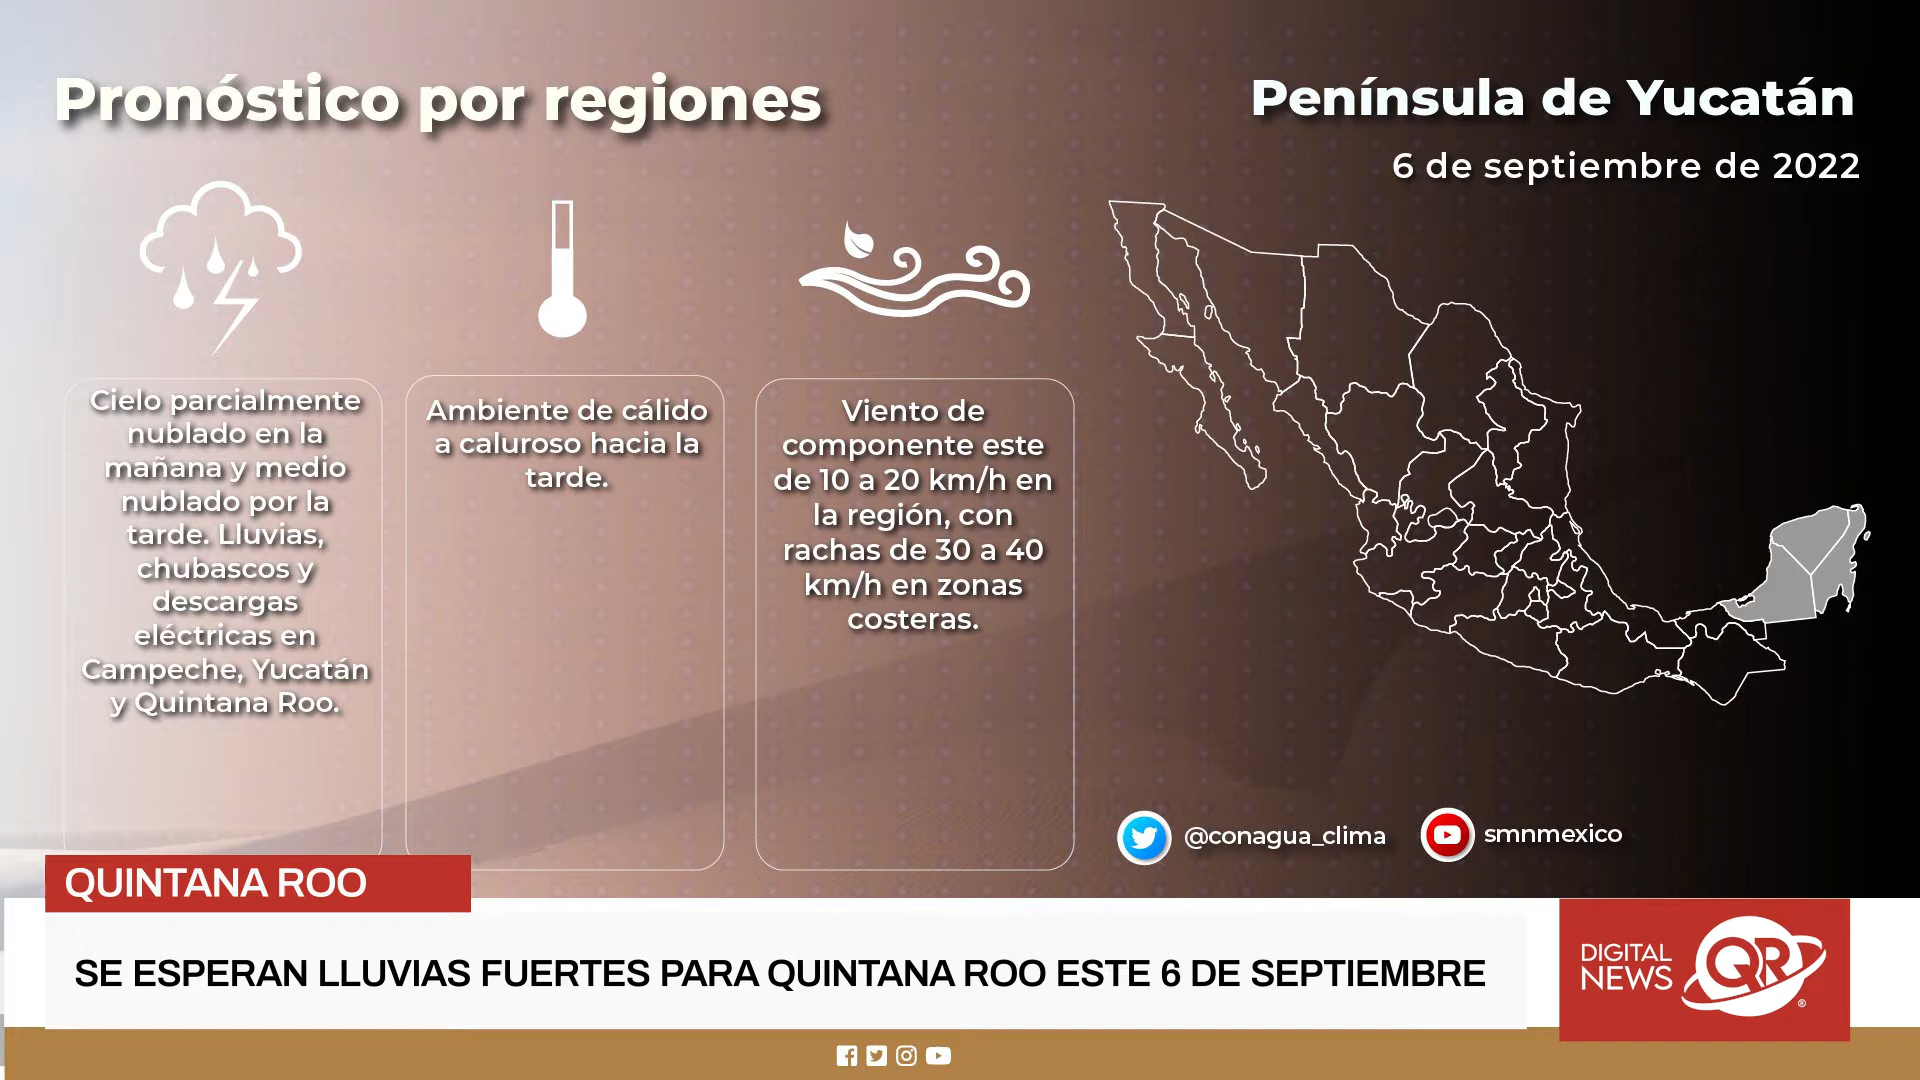 Pronóstico por regiones
Península de Yucatán
6 de septiembre de 2022
Cielo parcialmente
nublado en la
mañana y medio
nublado por la
tarde. Lluvias,
chubascos y
descargas
eléctricas en
Campeche, Yucatán
y Quintana Roo.
Ambiente de cálido
a caluroso hacia la
tarde.
Viento de
componente este
de 10 a 20 km/h en
la región, con
rachas de 30 a 40
km/h en zonas
costeras.
@conagua_clima
smnmexico
QUINTANA ROO
SE ESPERAN LLUVIAS FUERTES PARA QUINTANA ROO ESTE 6 DE SEPTIEMBRE
DIGITAL
NEWS
QR
®